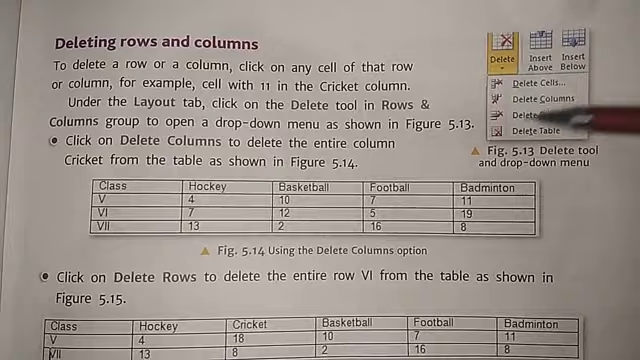 Deleting rows and columns
To delete a row or a column, click on any cell of that row
or column, for example, cell with 11 in the Cricket column.
Under the Layout tab, click on the Delete tool in Rows &
Columns group to open a drop-down menu as shown in Figure 5.13.
Click on Delete Columns to delete the entire column
Cricket from the table as shown in Figure 5.14.
Delete Insert Above Insert Below
Delete Cells...
Delete Columns
Delete
Delete Table
Fig. 5.13 Delete tool
and drop-down menu
Class Hockey Basketball Football Badminton
V 4 10 7 11
VI 7 12 5 19
VII 13 2 16 8
Fig. 5.14 Using the Delete Columns option
Click on Delete Rows to delete the entire row VI from the table as shown in
Figure 5.15.
Class Hockey Cricket Basketball Football Badminton
V 4 18 10 7 11
VII 13 8 2 16 8